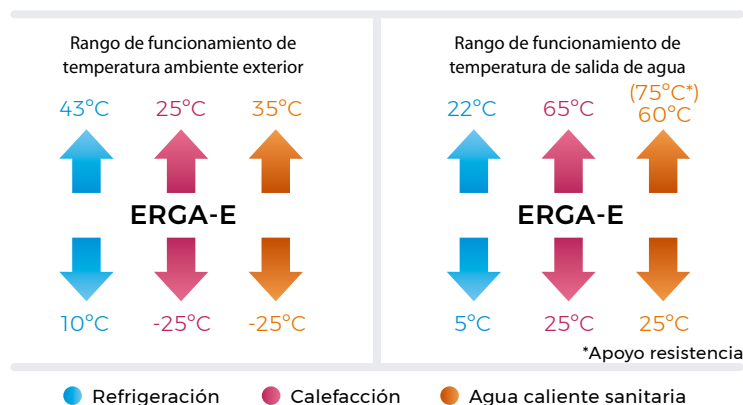 Rango de funcionamiento de
temperatura ambiente exterior
43°C 25°C 35°C
ERGA-E
10°C -25°C -25°C
Rango de funcionamiento de
temperatura de salida de agua
(75°C*)
22°C 65°C 60°C
ERGA-E
5°C 25°C 25°C
*Apoyo resistencia
Refrigeración Calefacción Agua caliente sanitaria